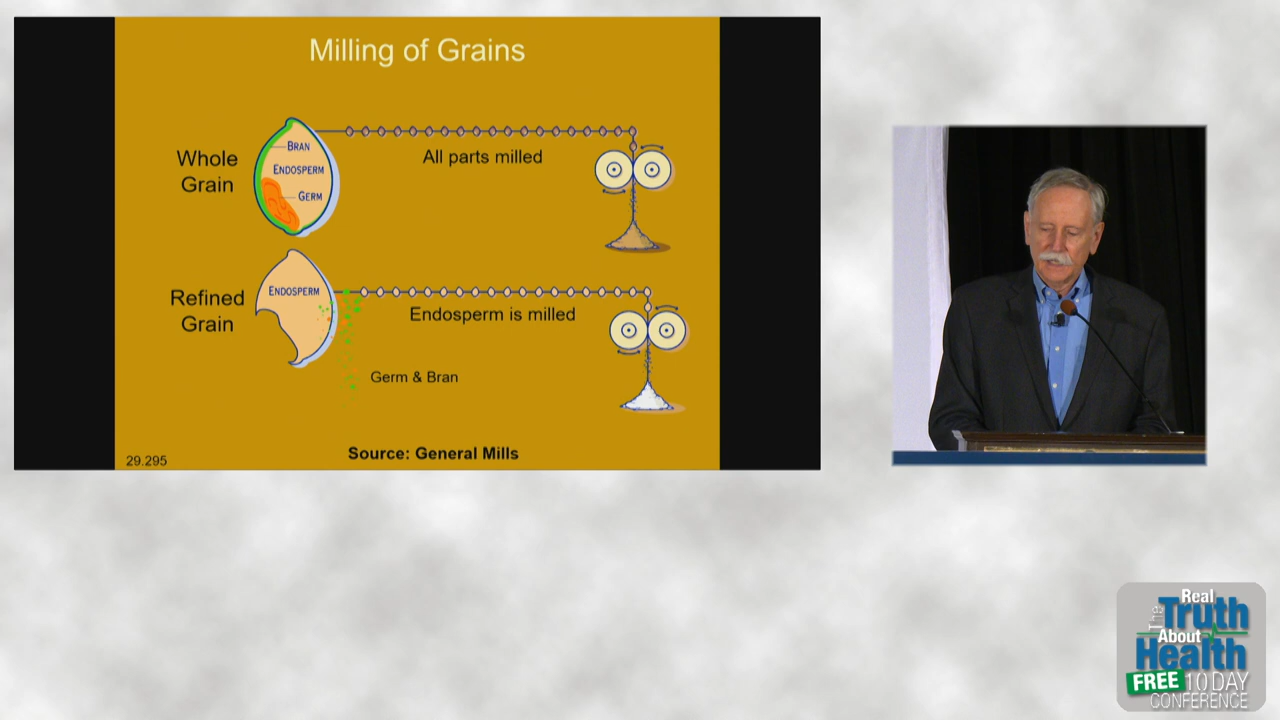 Milling of Grains
Whole
Grain
BRAN
ENDOSPERM
GERM
All parts milled
Refined
Grain
ENDOSPERM
Endosperm is milled
Germ & Bran
29.295
Source: General Mills
The
Real
Truth
About
Health
FREE 10 DAY
CONFERENCE